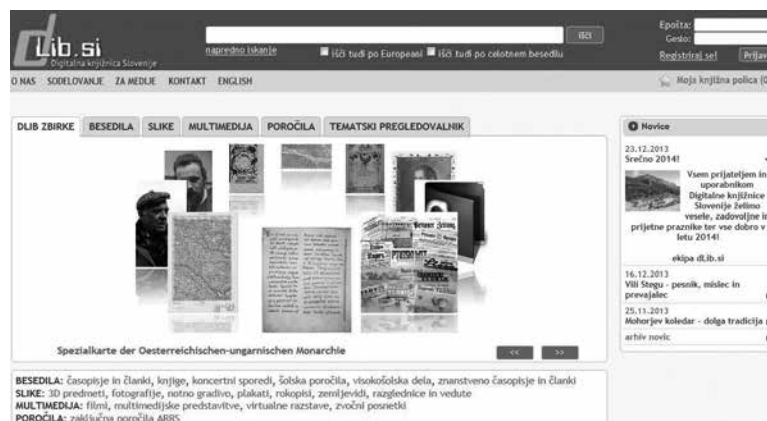 dLib.si
Digitalna knjižnica Slovenije
napredno iskanje
išči
išči tudi po Europeani
išči tudi po celotnem besedilu
Epošta:
Geslo:
Registriraj se!
Prijav
O NAS SODELOVANJE ZA MEDIJE KONTAKT ENGLISH
Moja knjižna polica (0
DLIB ZBIRKE BESEDILA SLIKE MULTIMEDIJA POROČILA TEMATSKI PREGLEDOVALNIK
Spezialkarte der Oesterreichischen-ungarnischen Monarchie
<< >>
Novice
23.12.2013
Srečno 2014!
Vsem prijateljem in
uporabnikom
Digitalne knjižnice
Slovenije želimo
vesele, zadovoljne in
prijetne praznike ter vse dobro v
letu 2014!
ekipa dLib.si
16.12.2013
Vili Stegu - pesnik, mislec in
prevajalec
25.11.2013
Mohorjev koledar - dolga tradicija
arhiv novic
BESEDILA: časopisje in članki, knjige, koncertni sporedi, šolska poročila, visokošolska dela, znanstveno časopisje in članki
SLIKE: 3D predmeti, fotografije, notno gradivo, plakati, rokopisi, zemljevidi, razglednice in vedute
MULTIMEDIJA: filmi, multimedijske predstavitve, virtualne razstave, zvočni posnetki
POROČILA: zaključna poročila ARRS